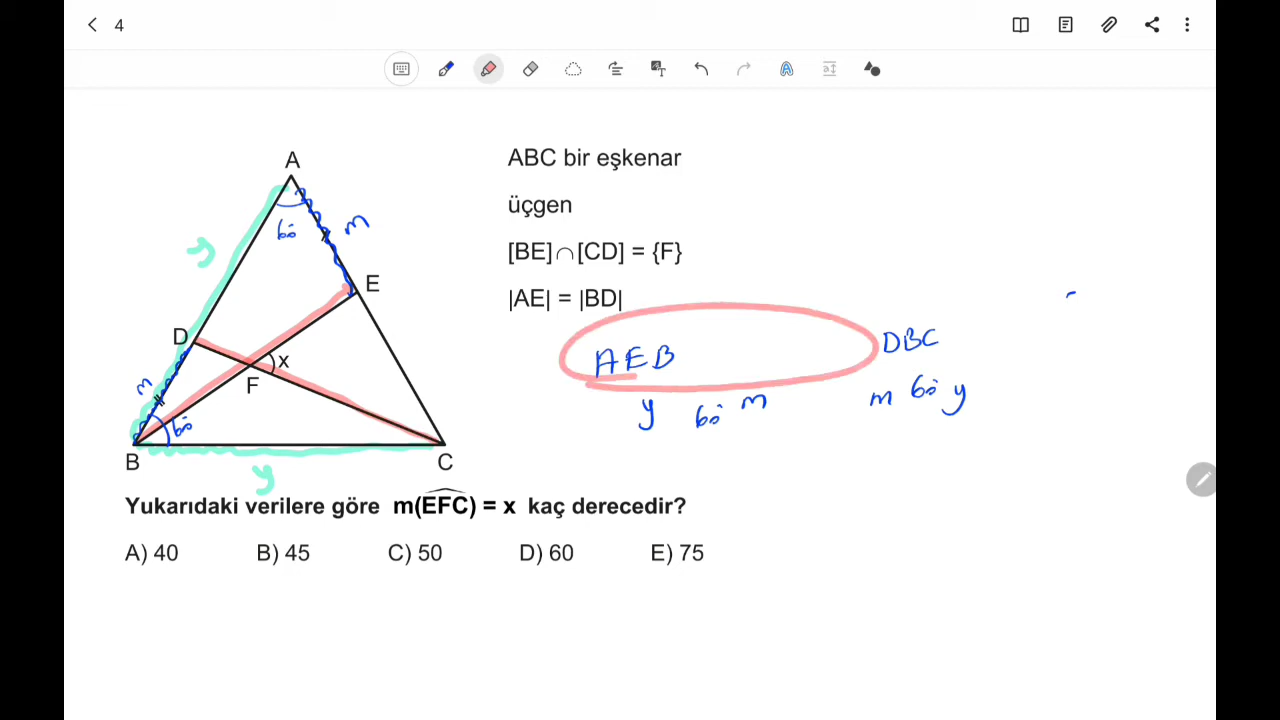 4
A
ABC bir eşkenar
üçgen
[BE]∩[CD] = {F}
|AE| = |BD|
y
60°
m
E
D
x
F
m
60°
B
C
y
AEB
DBC
y 60° m
m 60° y
Yukarıdaki verilere göre m(EFC) = x kaç derecedir?
A) 40 B) 45 C) 50 D) 60 E) 75